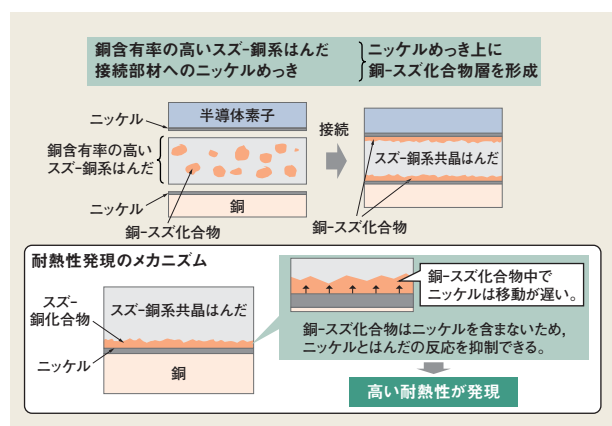 銅含有率の高いスズ-銅系はんだ
接続部材へのニッケルめっき
ニッケルめっき上に
銅-スズ化合物層を形成
ニッケル
半導体素子
接続
銅含有率の高い
スズ-銅系はんだ
スズ-銅系共晶はんだ
ニッケル
銅
銅-スズ化合物
銅-スズ化合物
耐熱性発現のメカニズム
銅-スズ化合物中で
ニッケルは移動が遅い。
スズ-
銅化合物
スズ-銅系共晶はんだ
銅-スズ化合物はニッケルを含まないため,
ニッケルとはんだの反応を抑制できる。
ニッケル
銅
高い耐熱性が発現